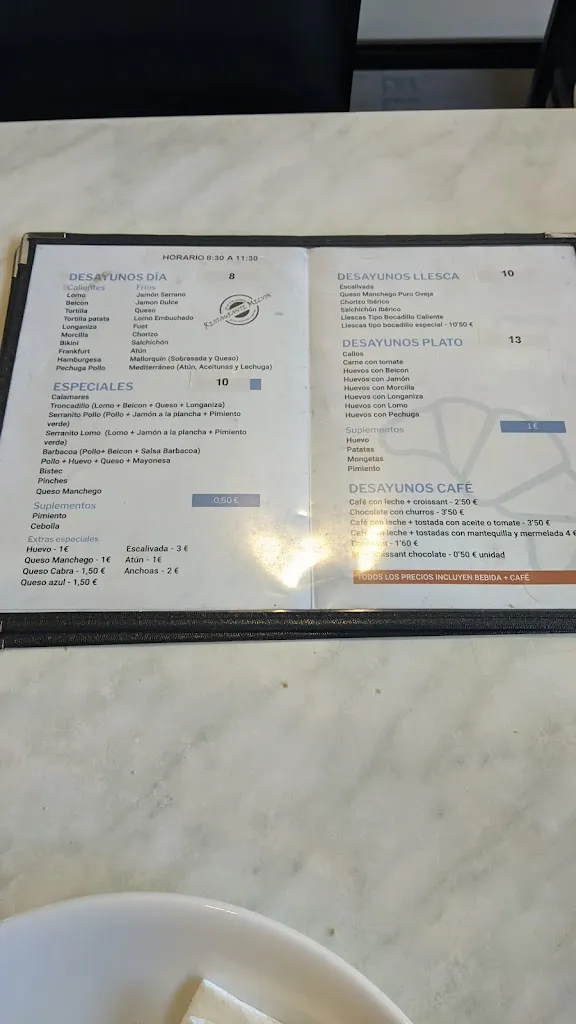 HORARIO 8:30 A 11:30
DESAYUNOS DÍA 8
Calientes Fríos
Lomo Jamón Serrano
Beicon Jamon Dulce
Tortilla Queso
Tortilla patata Lomo Embuchado
Longaniza Fuet
Morcilla Chorizo
Bikini Salchichón
Frankfurt Atún
Hamburgesa Mallorquín (Sobrasada y Queso)
Pechuga Pollo Mediterráneo (Atún, Aceitunas y Lechuga)
RESTAURANTE MELVIN
ESPECIALES 10
Calamares
Troncadillo (Lomo + Beicon + Queso + Longaniza)
Serranito Pollo (Pollo + Jamón a la plancha + Pimiento
verde)
Serranito Lomo (Lomo + Jamón a la plancha + Pimiento
verde)
Barbacoa (Pollo+ Beicon + Salsa Barbacoa)
Pollo + Huevo + Queso + Mayonesa
Bistec
Pinches
Queso Manchego
Suplementos 0,50 €
Pimiento
Cebolla
Extras especiales
Huevo - 1€ Escalivada - 3 €
Queso Manchego - 1€ Atún - 1€
Queso Cabra - 1,50 € Anchoas - 2 €
Queso azul - 1,50 €
DESAYUNOS LLESCA 10
Escalivada
Queso Manchego Puro Oveja
Chorizo Ibérico
Salchichón Ibérico
Llescas Tipo Bocadillo Caliente
Llescas tipo bocadillo especial - 10'50 €
DESAYUNOS PLATO 13
Callos
Carne con tomate
Huevos con Beicon
Huevos con Jamón
Huevos con Morcilla
Huevos con Longaniza
Huevos con Lomo
Huevos con Pechuga
Suplementos 1 €
Huevo
Patatas
Mongetas
Pimiento
DESAYUNOS CAFÉ
Café con leche + croissant - 2'50 €
Chocolate con churros - 3'50 €
Café con leche + tostada con aceite o tomate - 3'50 €
Café con leche + tostadas con mantequilla y mermelada 4 €
- 1'60 €
croissant chocolate - 0'50 € unidad
TODOS LOS PRECIOS INCLUYEN BEBIDA + CAFÉ